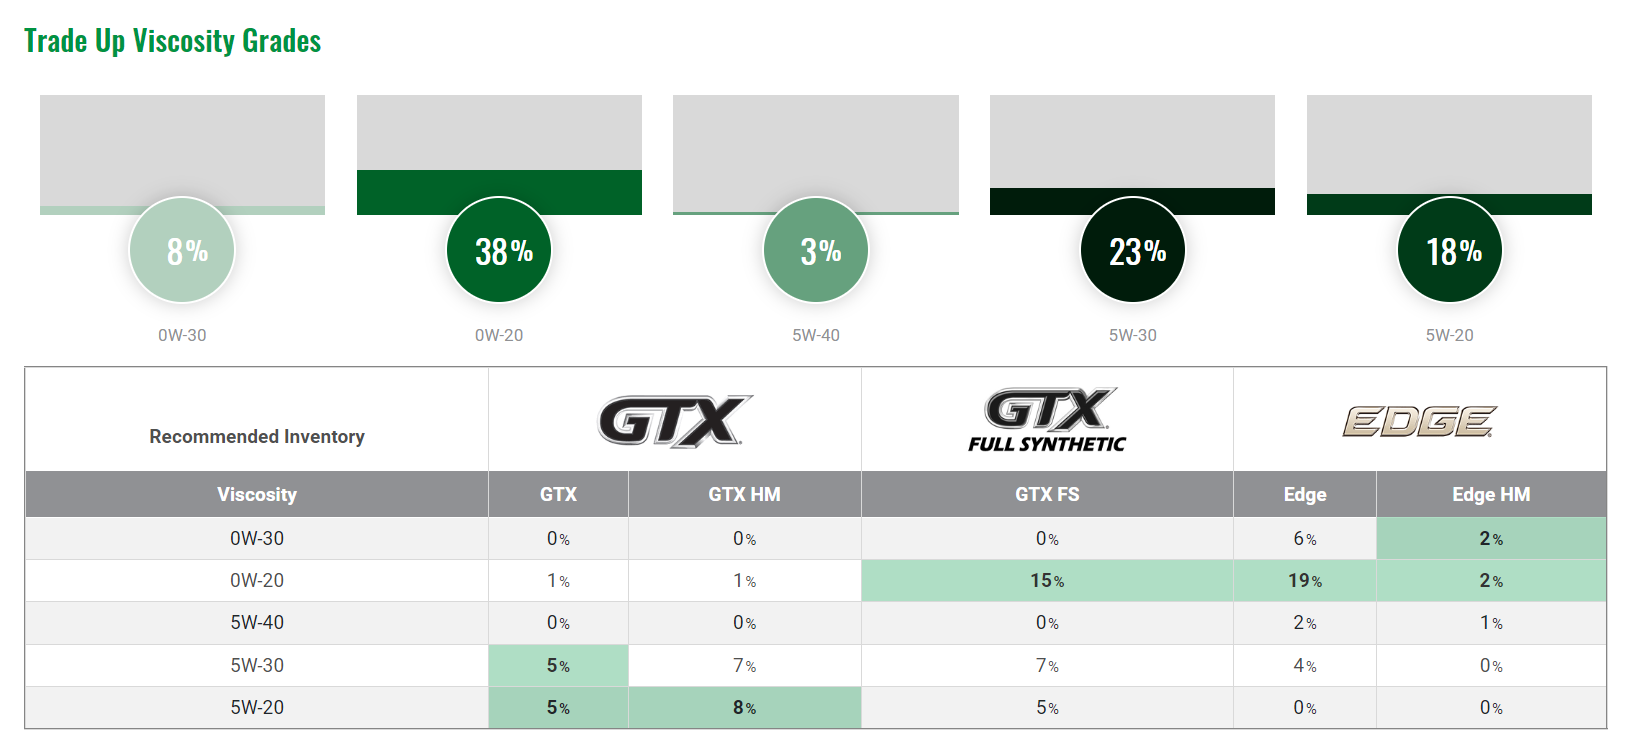 Trade Up Viscosity Grades
8% 38% 3% 23% 18%
0W-30 0W-20 5W-40 5W-30 5W-20
Recommended Inventory GTX GTX FULL SYNTHETIC EDGE
Viscosity GTX GTX HM GTX FS Edge Edge HM
0W-30 0% 0% 0% 6% 2%
0W-20 1% 1% 15% 19% 2%
5W-40 0% 0% 0% 2% 1%
5W-30 5% 7% 7% 4% 0%
5W-20 5% 8% 5% 0% 0%